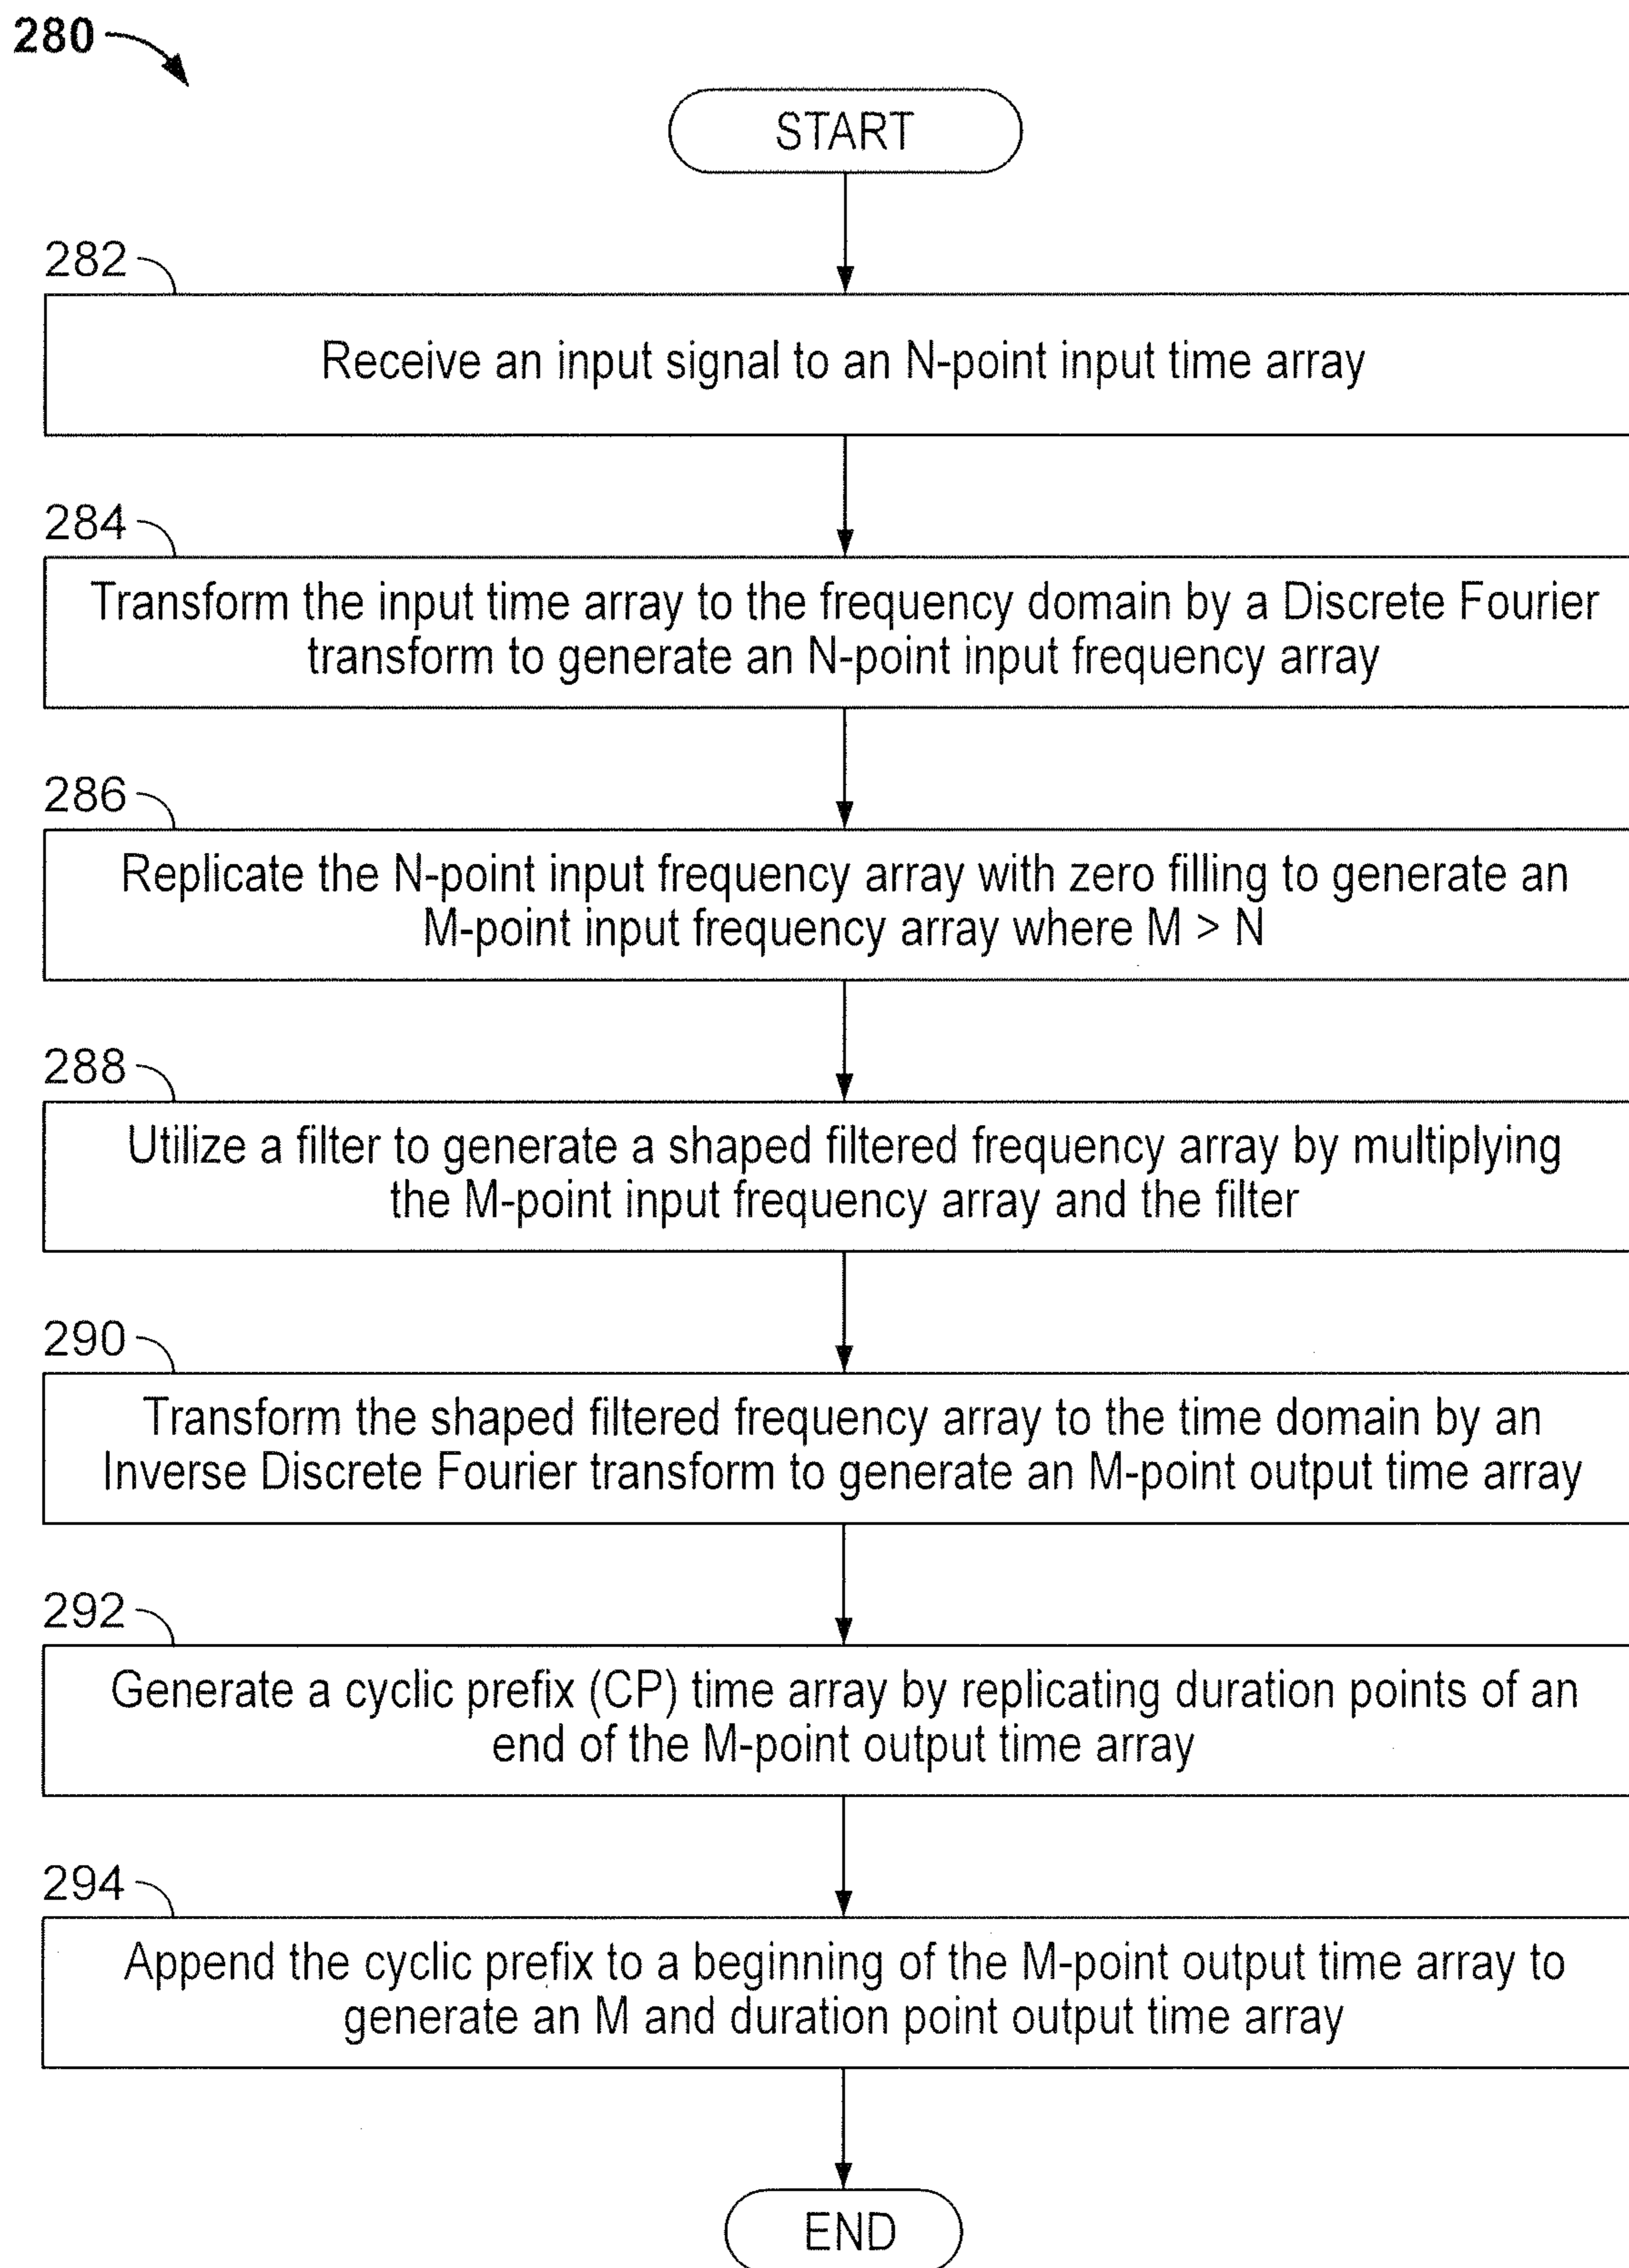 280
START
282
Receive an input signal to an N-point input time array
284
Transform the input time array to the frequency domain by a Discrete Fourier
transform to generate an N-point input frequency array
286
Replicate the N-point input frequency array with zero filling to generate an
M-point input frequency array where M > N
288
Utilize a filter to generate a shaped filtered frequency array by multiplying
the M-point input frequency array and the filter
290
Transform the shaped filtered frequency array to the time domain by an
Inverse Discrete Fourier transform to generate an M-point output time array
292
Generate a cyclic prefix (CP) time array by replicating duration points of an
end of the M-point output time array
294
Append the cyclic prefix to a beginning of the M-point output time array to
generate an M and duration point output time array
END